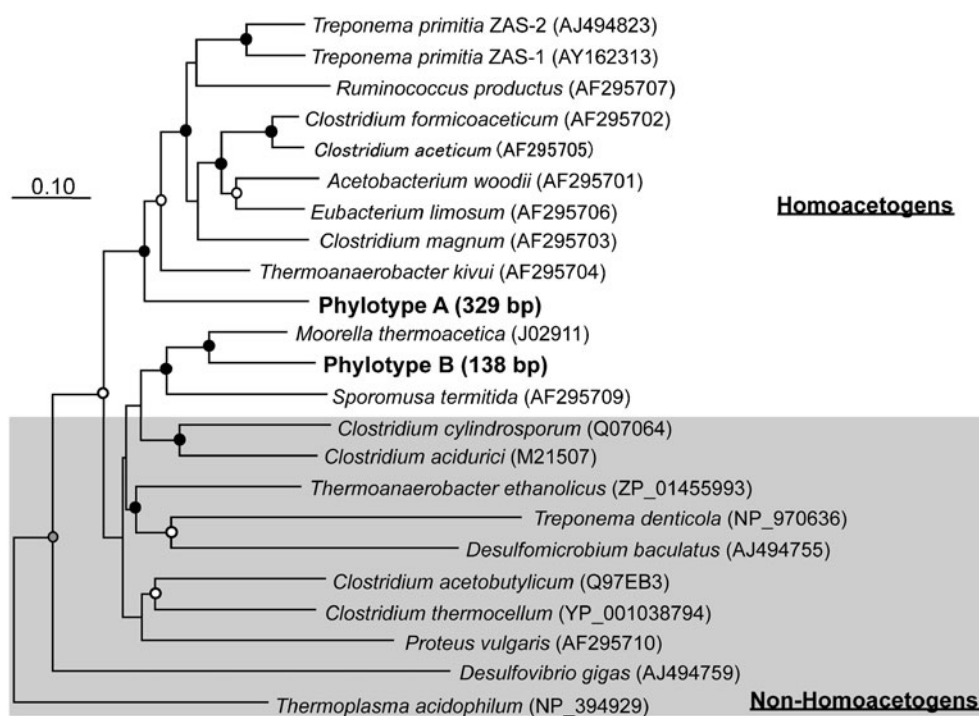 Treponema primitia ZAS-2 (AJ494823)
Treponema primitia ZAS-1 (AY162313)
Ruminococcus productus (AF295707)
Clostridium formicoaceticum (AF295702)
Clostridium aceticum (AF295705)
Acetobacterium woodii (AF295701)
0.10
Eubacterium limosum (AF295706)
Homoacetogens
Clostridium magnum (AF295703)
Thermoanaerobacter kivui (AF295704)
Phylotype A (329 bp)
Moorella thermoacetica (J02911)
Phylotype B (138 bp)
Sporomusa termitida (AF295709)
Clostridium cylindrosporum (Q07064)
Clostridium acidurici (M21507)
Thermoanaerobacter ethanolicus (ZP_01455993)
Treponema denticola (NP_970636)
Desulfomicrobium baculatus (AJ494755)
Clostridium acetobutylicum (Q97EB3)
Clostridium thermocellum (YP_001038794)
Proteus vulgaris (AF295710)
Desulfovibrio gigas (AJ494759)
Thermoplasma acidophilum (NP_394929)
Non-Homoacetogens